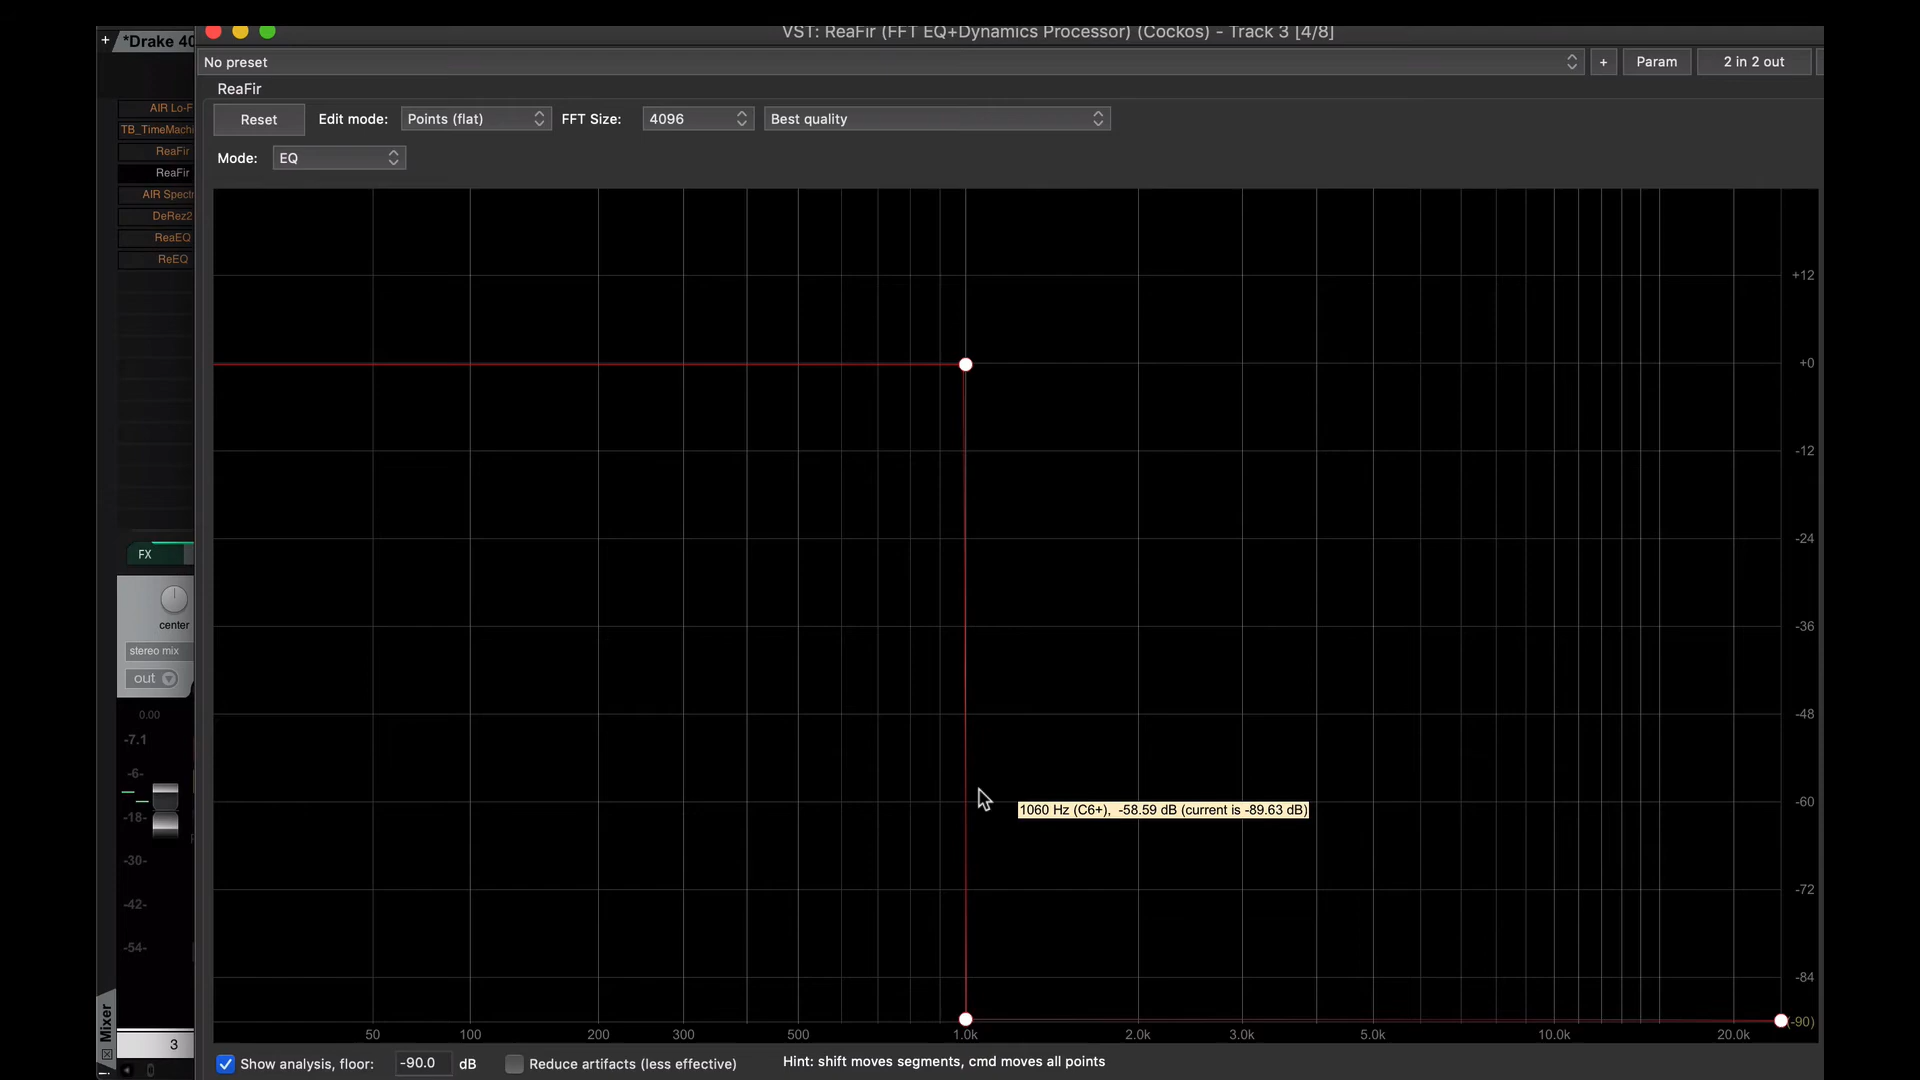 + *Drake 40
VST: ReaFir (FFT EQ+Dynamics Processor) (Cockos) - Track 3 [4/8]
No preset
+
Param
2 in 2 out
ReaFir
Reset
Edit mode:
Points (flat)
FFT Size:
4096
Best quality
Mode:
EQ
AIR Lo-F
TB_TimeMachi
ReaFir
ReaFir
AIR Spect
DeRez2
ReaEQ
ReEQ
FX
center
stereo mix
out
0.00
-7.1
-6-
-18-
-30-
-42-
-54-
Mixer
3
+12
+0
-12
-24
-36
-48
-60
-72
-84
(-90)
1060 Hz (C6+), -58.59 dB (current is -89.63 dB)
50 100 200 300 500 1.0k 2.0k 3.0k 5.0k 10.0k 20.0k
Show analysis, floor:
-90.0
dB
Reduce artifacts (less effective)
Hint: shift moves segments, cmd moves all points